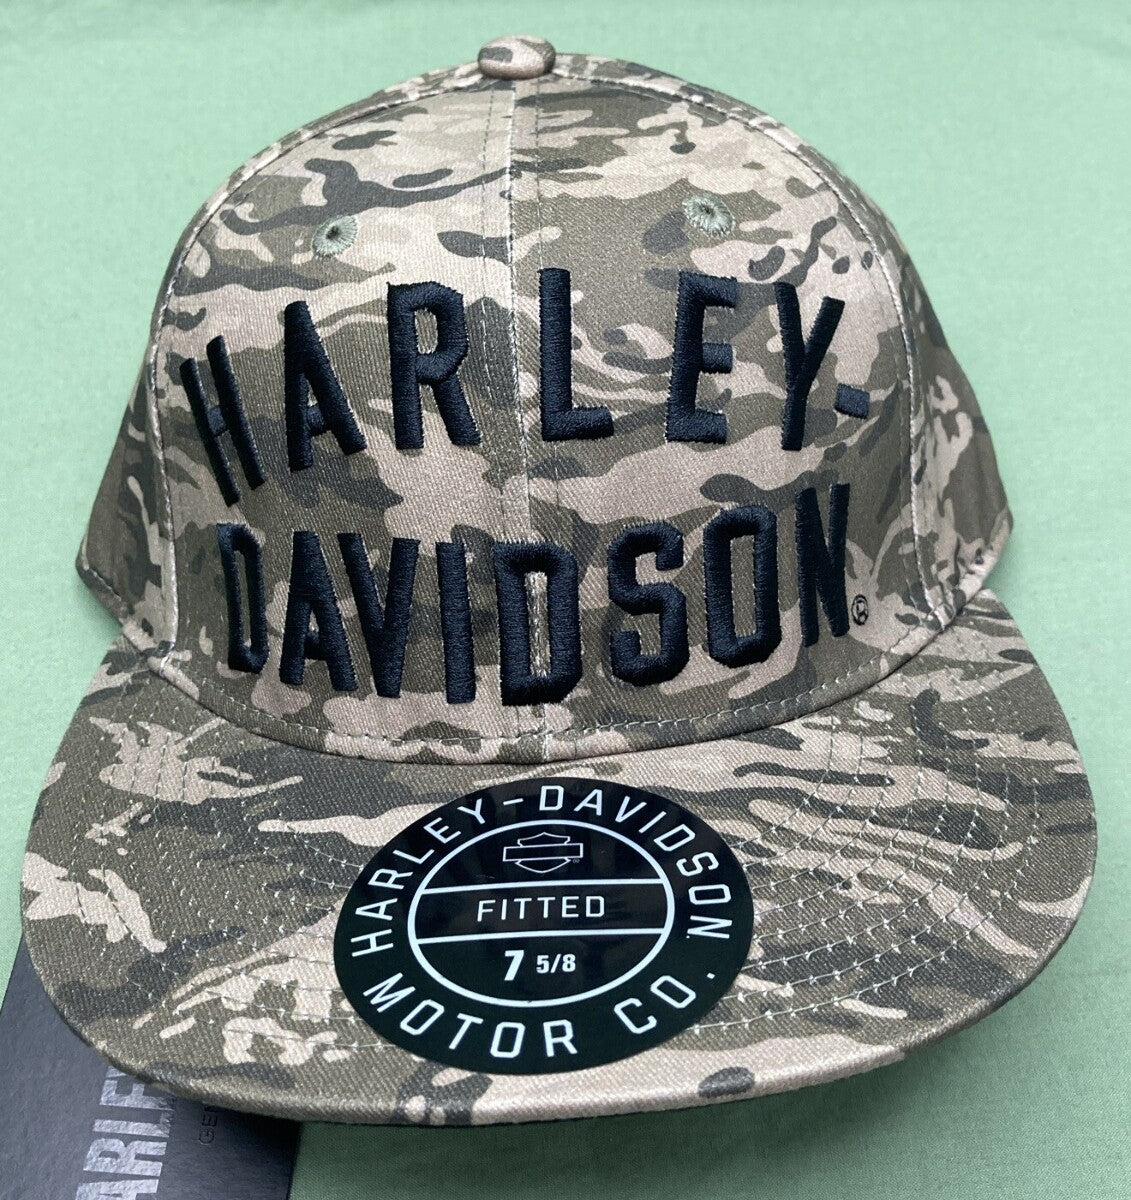 HARLEY-
DAVIDSON®
HARLEY-DAVIDSON
FITTED
7 5/8
MOTOR CO.